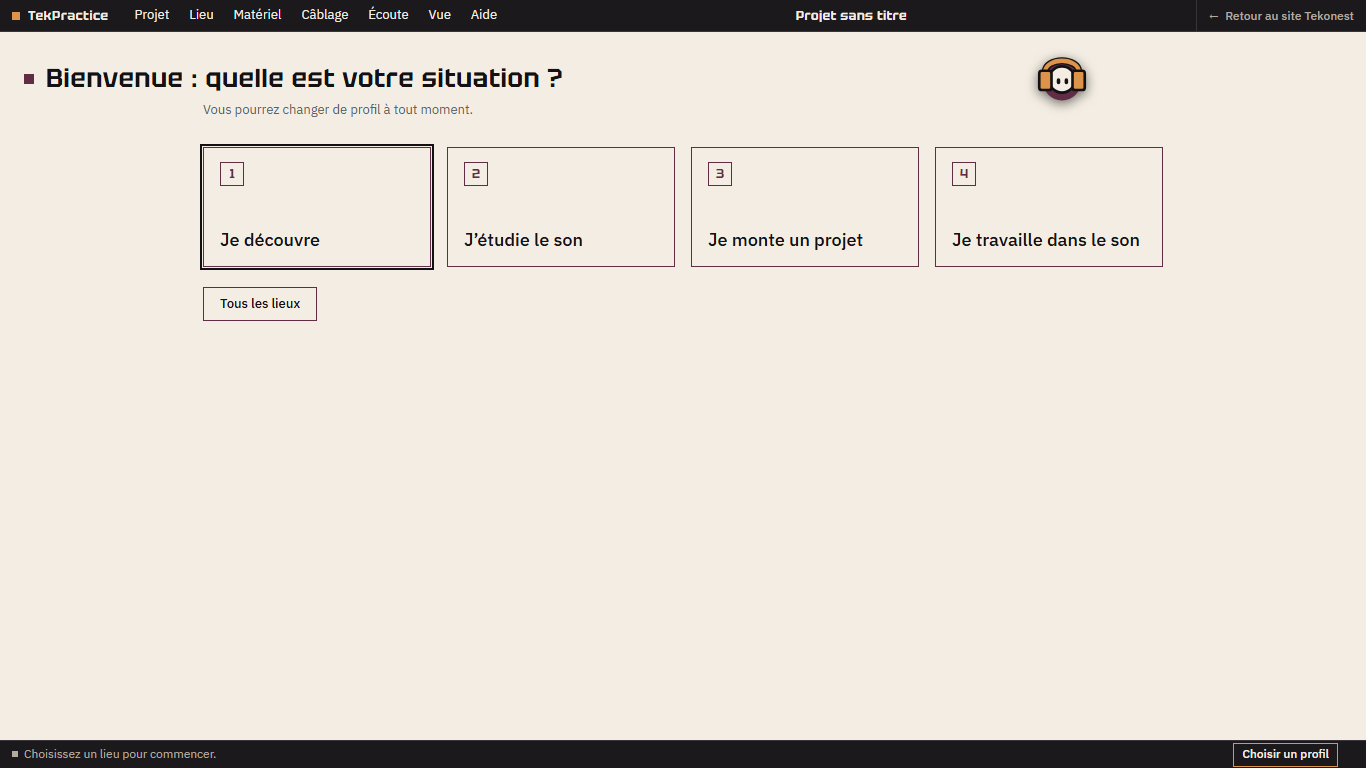 TekPractice Projet Lieu Matériel Câblage Écoute Vue Aide Projet sans titre ← Retour au site Tekonest
Bienvenue : quelle est votre situation ?
Vous pourrez changer de profil à tout moment.
1
Je découvre
2
J’étudie le son
3
Je monte un projet
4
Je travaille dans le son
Tous les lieux
Choisissez un lieu pour commencer.
Choisir un profil